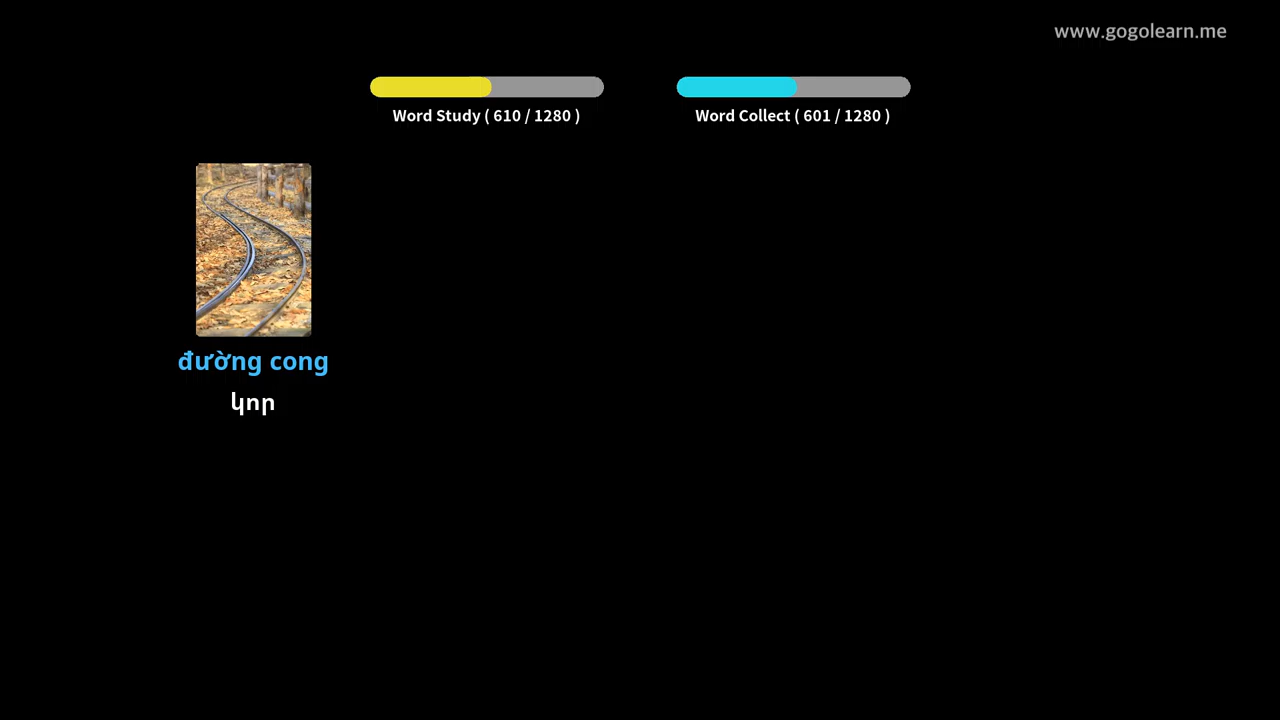 www.gogolearn.me
Word Study ( 610 / 1280 )
Word Collect ( 601 / 1280 )
đường cong
կոր